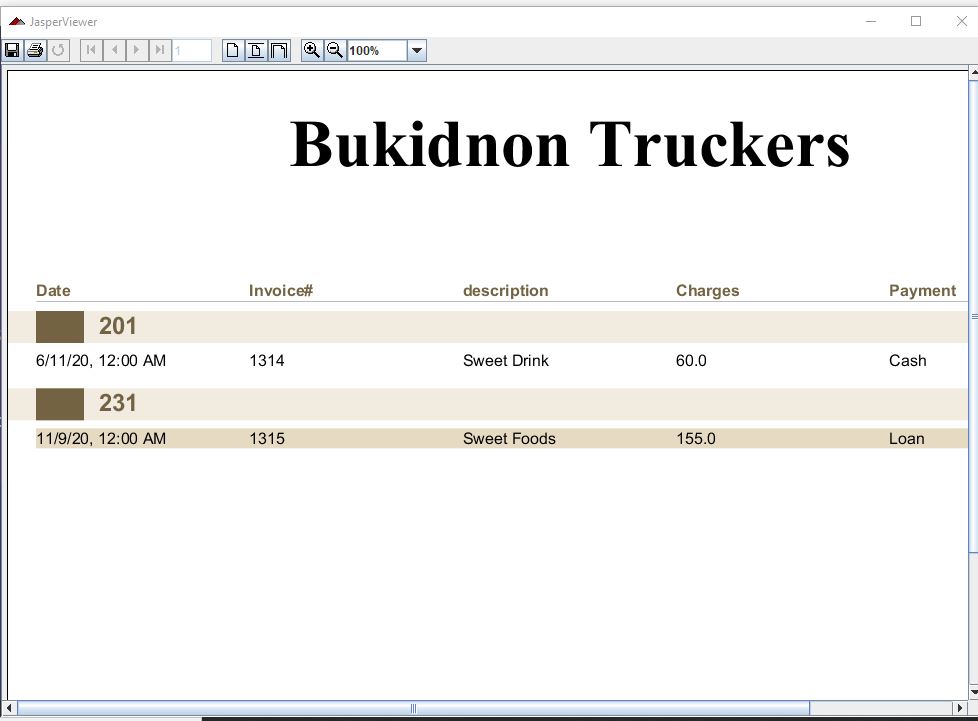 JasperViewer
1
100%
Bukidnon Truckers
Date Invoice# description Charges Payment
201
6/11/20, 12:00 AM 1314 Sweet Drink 60.0 Cash
231
11/9/20, 12:00 AM 1315 Sweet Foods 155.0 Loan